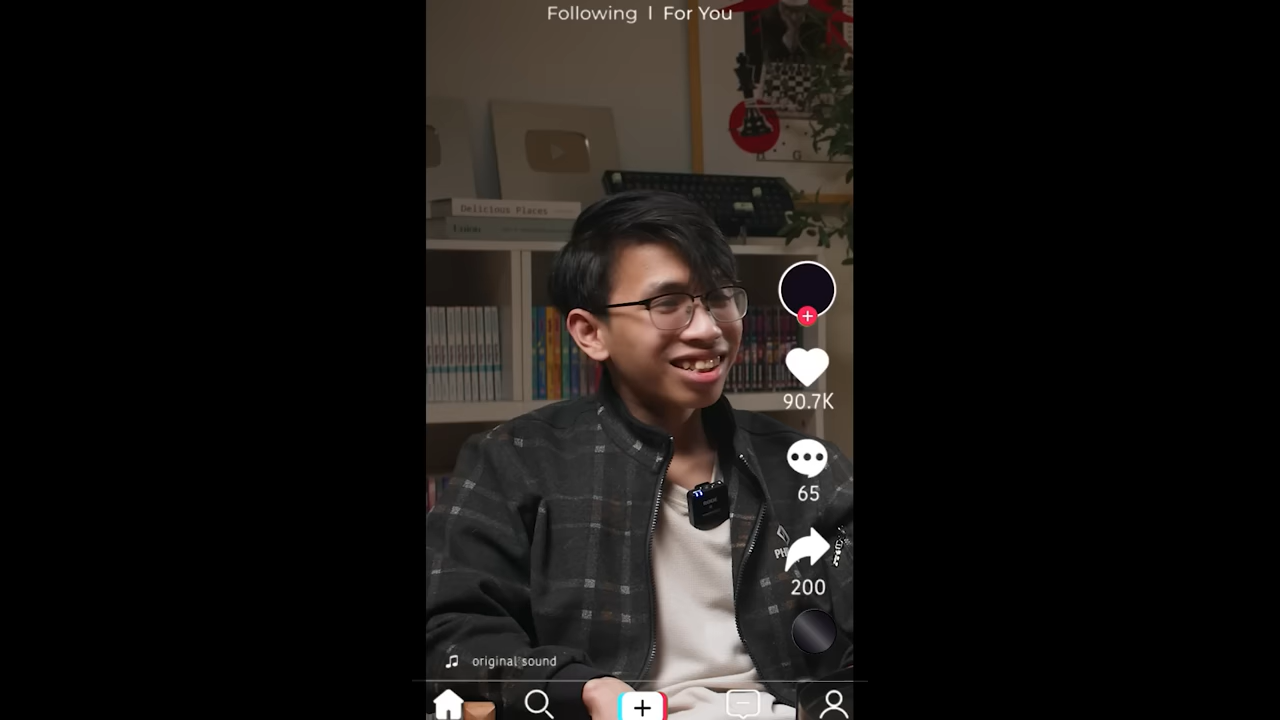 Following | For You
Delicious Places
90.7K
65
200
original sound